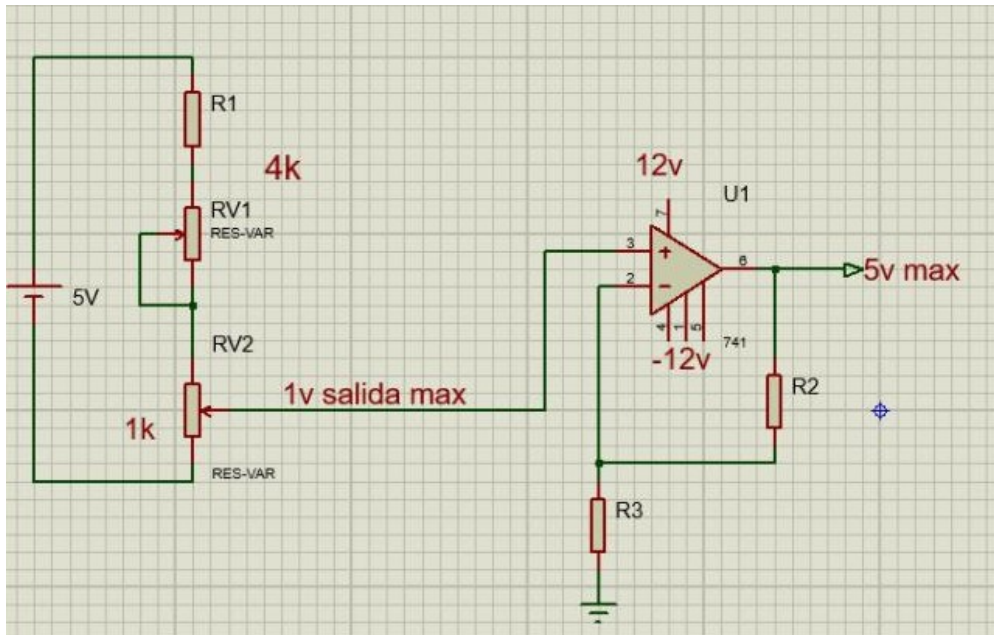 R1
4k
RV1
RES-VAR
5V
RV2
1k
RES-VAR
1v salida max
12v
U1
7
3
2
6
4
1
5
741
-12v
5v max
R2
R3